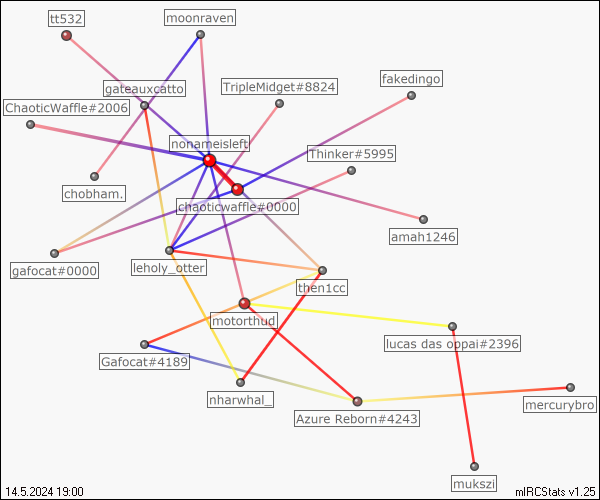 tt532
moonraven
gateauxcatto
TripleMidget#8824
fakedingo
ChaoticWaffle#2006
nonameisleft
Thinker#5995
chobham.
chaoticwaffle#0000
amah1246
gafocat#0000
leholy_otter
then1cc
motorthud
lucas das oppai#2396
Gafocat#4189
nharwhal_
Azure Reborn#4243
mercurybro
mukszi
14.5.2024 19:00
mIRCStats v1.25